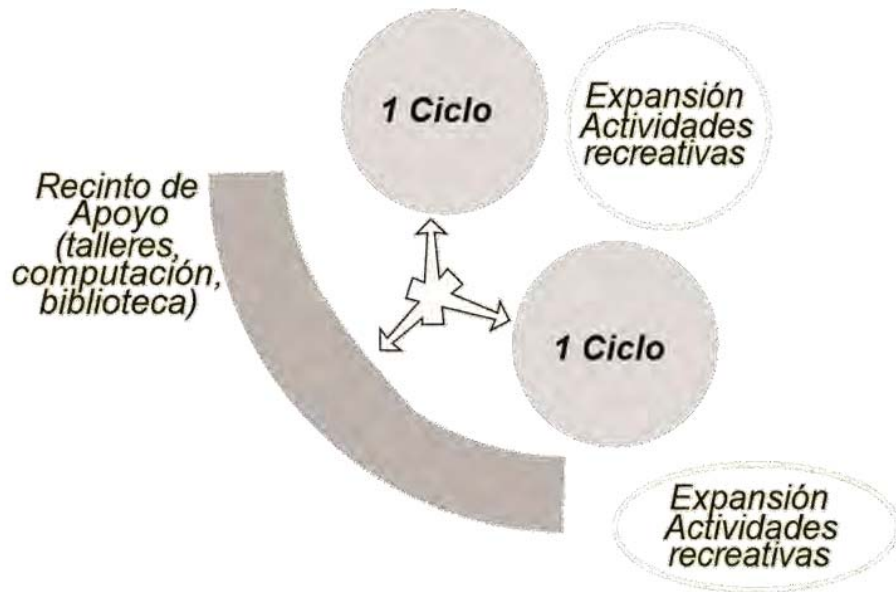 1 Ciclo
Expansión
Actividades
recreativas
Recinto de
Apoyo
(talleres,
computación,
biblioteca)
1 Ciclo
Expansión
Actividades
recreativas